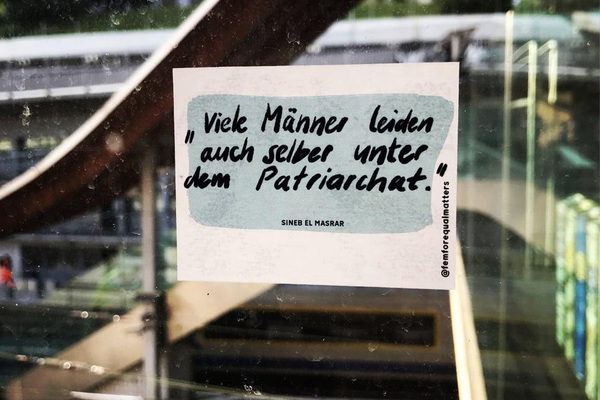 „Viele Männer leiden
auch selber unter
dem Patriarchat."
SINEB EL MASRAR
@femforequalmatters